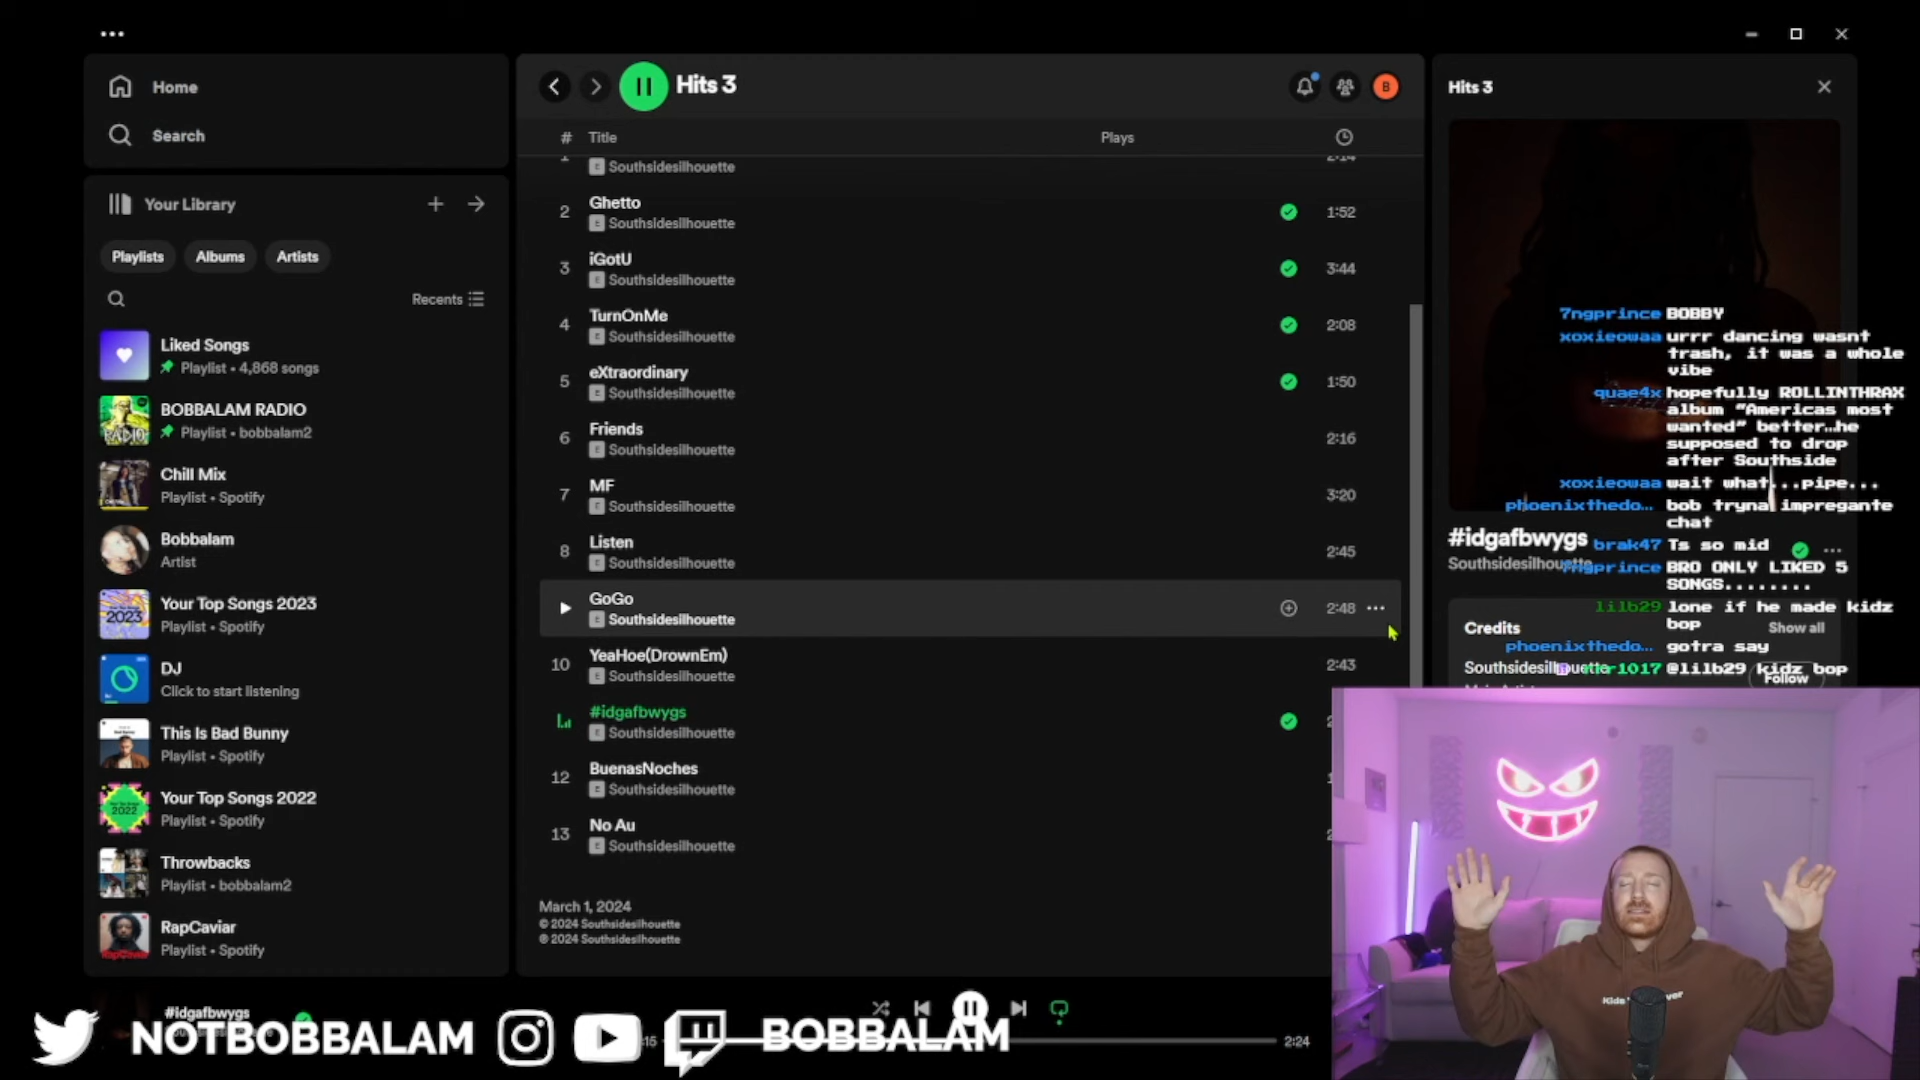 Home
Search
Your Library
Playlists
Albums
Artists
Recents
Liked Songs
Playlist • 4,868 songs
BOBBALAM RADIO
Playlist • bobbalam2
Chill Mix
Playlist • Spotify
Bobbalam
Artist
Your Top Songs 2023
Playlist • Spotify
DJ
Click to start listening
This Is Bad Bunny
Playlist • Spotify
Your Top Songs 2022
Playlist • Spotify
Throwbacks
Playlist • bobbalam2
RapCaviar
Playlist • Spotify
Hits 3
B
# Title Plays
1 2:14
E Southsidesilhouette
2 Ghetto 1:52
E Southsidesilhouette
3 iGotU 3:44
E Southsidesilhouette
4 TurnOnMe 2:08
E Southsidesilhouette
5 eXtraordinary 1:50
E Southsidesilhouette
6 Friends 2:16
E Southsidesilhouette
7 MF 3:20
E Southsidesilhouette
8 Listen 2:45
E Southsidesilhouette
GoGo 2:48
E Southsidesilhouette
10 YeaHoe(DrownEm) 2:43
E Southsidesilhouette
#idgafbwygs
E Southsidesilhouette
12 BuenasNoches
E Southsidesilhouette
13 No Au
E Southsidesilhouette
March 1, 2024
© 2024 Southsidesilhouette
℗ 2024 Southsidesilhouette
Hits 3
#idgafbwygs
Southsidesilhouette
Credits
Show all
Southsidesilhouette
Follow
7ngprince BOBBY
xoxieowaa urrr dancing wasnt
trash, it was a whole
vibe
quae4x hopefully ROLLINTHRAX
album "Americas most
wanted" better…he
supposed to drop
after Southside
xoxieowaa wait what...pipe...
phoenixthedo… bob tryna impregante
chat
brak47 Ts so mid
7ngprince BRO ONLY LIKED 5
SONGS........
lilb29 lone if he made kidz
bop
phoenixthedo… gotra say
@lilb29 kidz bop
#idgafbwygs
2:24
NOTBOBBALAM
BOBBALAM